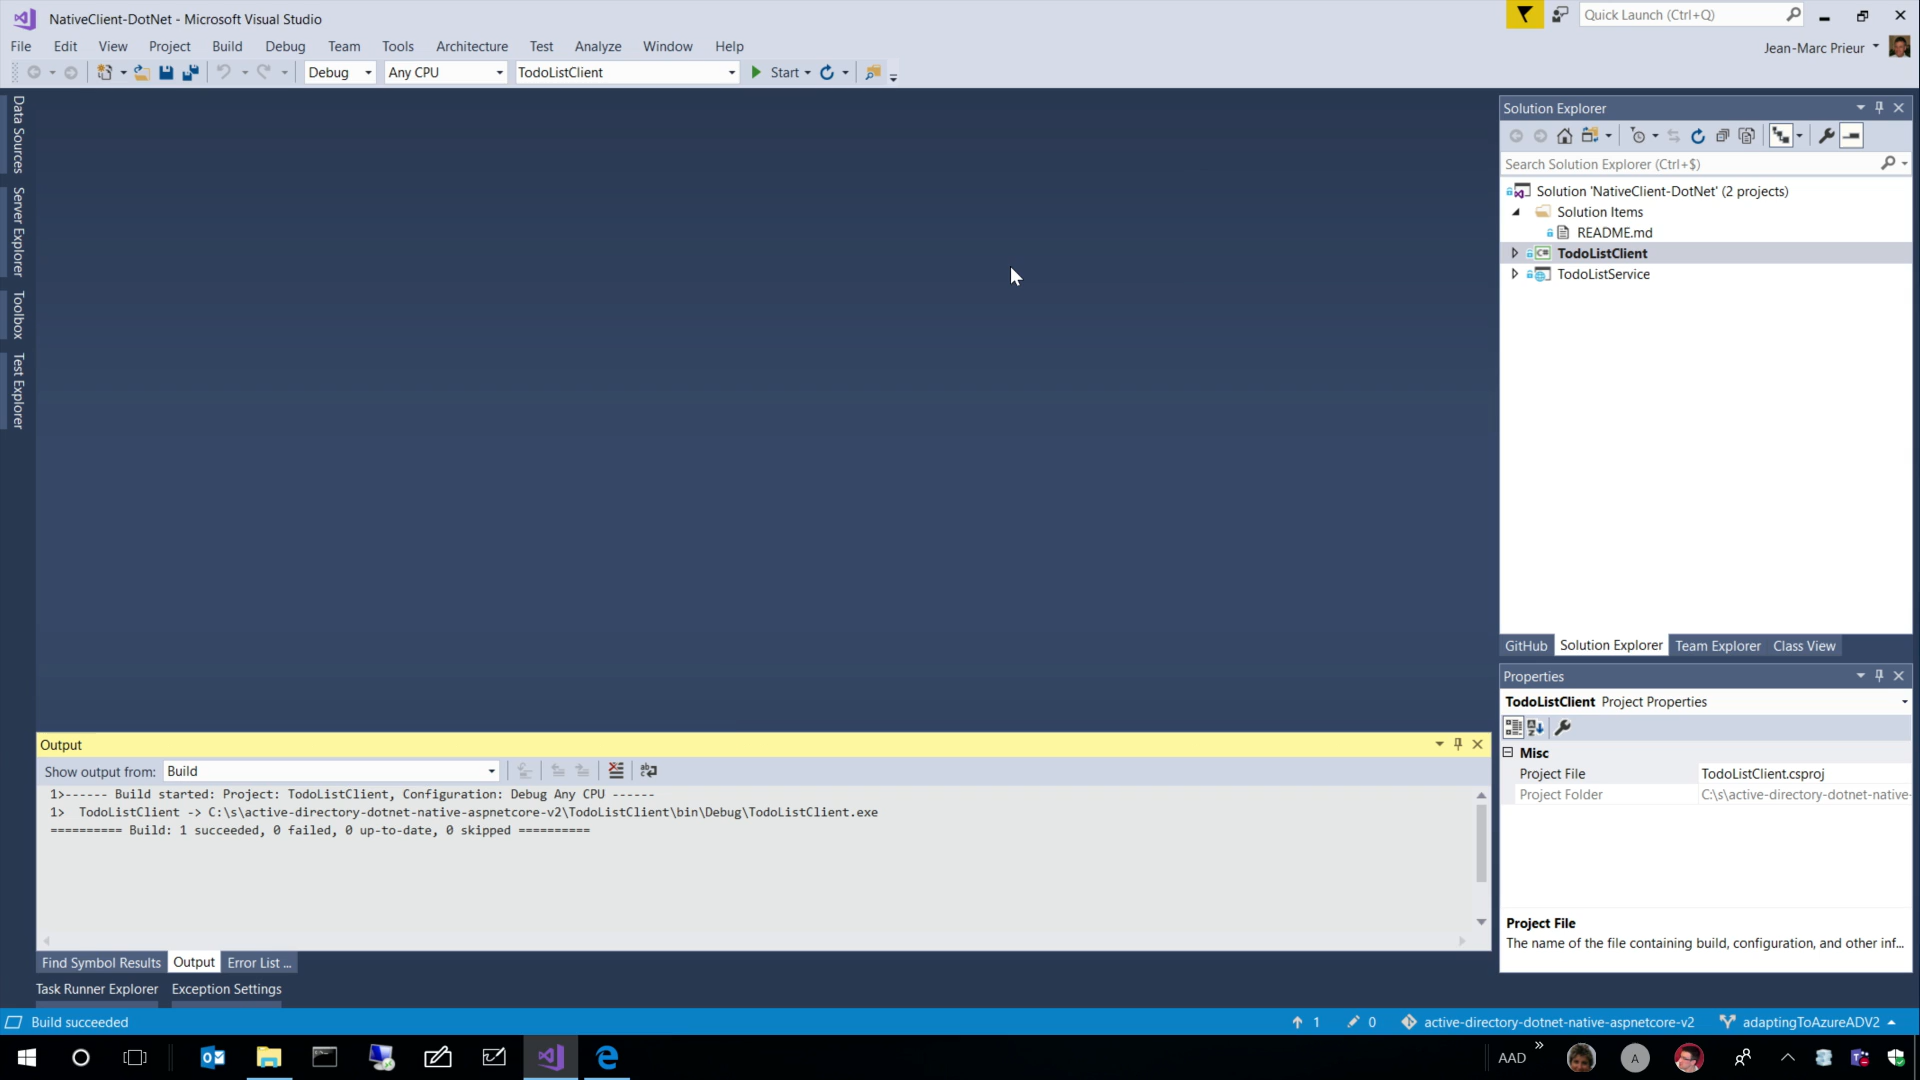 NativeClient-DotNet - Microsoft Visual Studio
Quick Launch (Ctrl+Q)
File Edit View Project Build Debug Team Tools Architecture Test Analyze Window Help
Jean-Marc Prieur
Debug Any CPU TodoListClient Start
Data Sources
Server Explorer
Toolbox
Test Explorer
Solution Explorer
Search Solution Explorer (Ctrl+$)
Solution 'NativeClient-DotNet' (2 projects)
Solution Items
README.md
TodoListClient
TodoListService
GitHub Solution Explorer Team Explorer Class View
Properties
TodoListClient Project Properties
Misc
Project File TodoListClient.csproj
Project Folder C:\s\active-directory-dotnet-native-
Project File
The name of the file containing build, configuration, and other inf...
Output
Show output from: Build
1>------ Build started: Project: TodoListClient, Configuration: Debug Any CPU ------
1>  TodoListClient -> C:\s\active-directory-dotnet-native-aspnetcore-v2\TodoListClient\bin\Debug\TodoListClient.exe
========== Build: 1 succeeded, 0 failed, 0 up-to-date, 0 skipped ==========
Find Symbol Results Output Error List ...
Task Runner Explorer Exception Settings
Build succeeded 1 0 active-directory-dotnet-native-aspnetcore-v2 adaptingToAzureADV2
AAD A